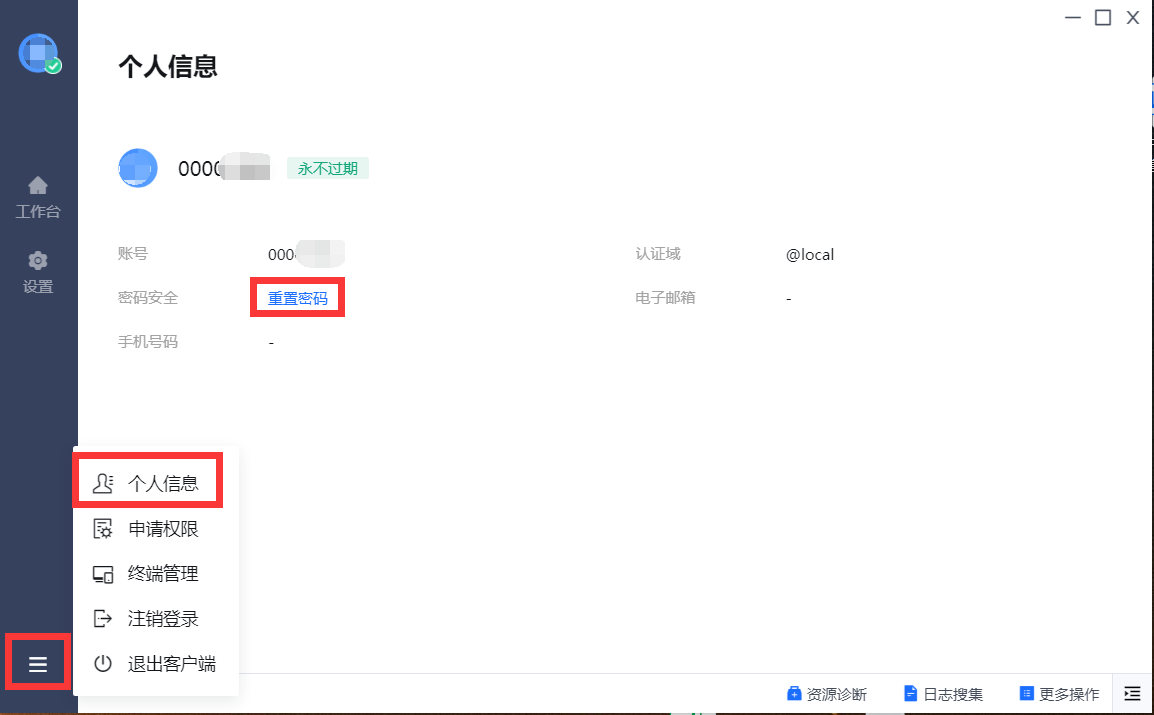 个人信息
0000
永不过期
工作台
设置
账号 000
认证域 @local
密码安全 重置密码
电子邮箱 -
手机号码 -
个人信息
申请权限
终端管理
注销登录
退出客户端
资源诊断 日志搜集 更多操作